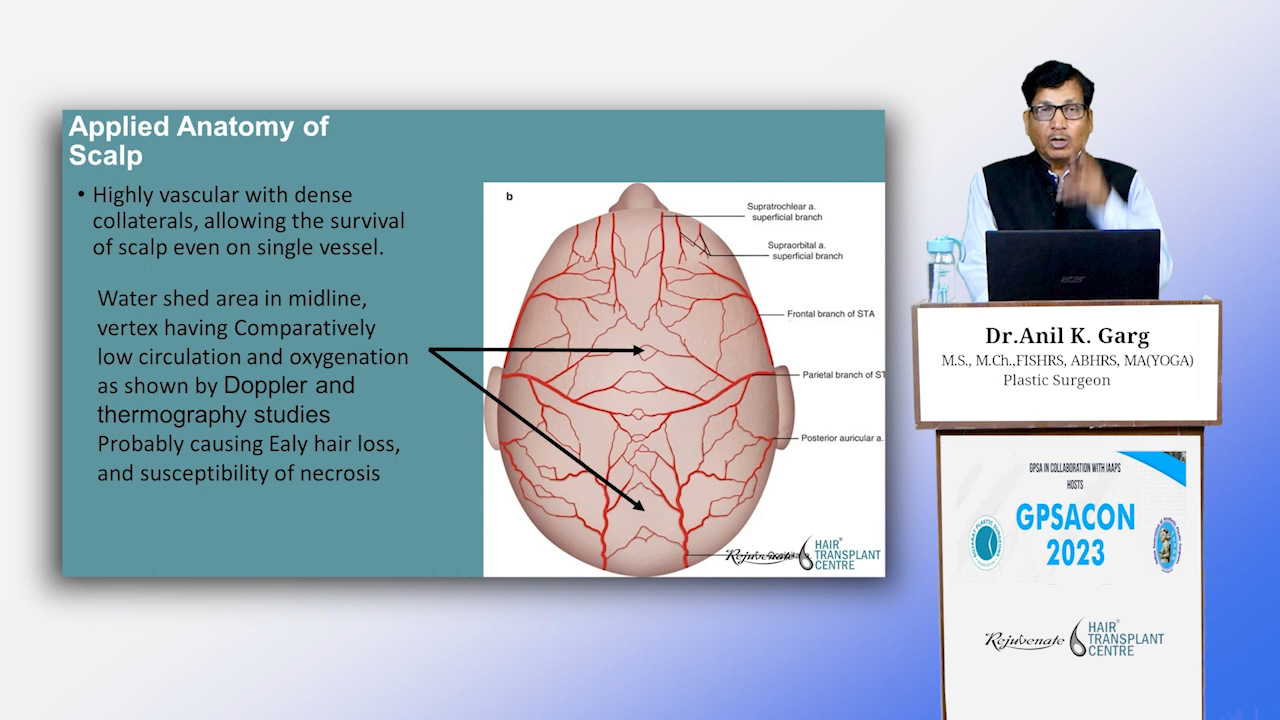 Applied Anatomy of
Scalp
• Highly vascular with dense
collaterals, allowing the survival
of scalp even on single vessel.
Water shed area in midline,
vertex having Comparatively
low circulation and oxygenation
as shown by Doppler and
thermography studies
Probably causing Ealy hair loss,
and susceptibility of necrosis
b
Supratrochlear a.
superficial branch
Supraorbital a.
superficial branch
Frontal branch of STA
Parietal branch of ST
Posterior auricular a.
Rejuvenate
HAIR®
TRANSPLANT
CENTRE
acer
Dr.Anil K. Garg
M.S., M.Ch.,FISHRS, ABHRS, MA(YOGA)
Plastic Surgeon
GPSA IN COLLABORATION WITH IAAPS
HOSTS
GPSACON
2023
Rejuvenate
HAIR®
TRANSPLANT
CENTRE